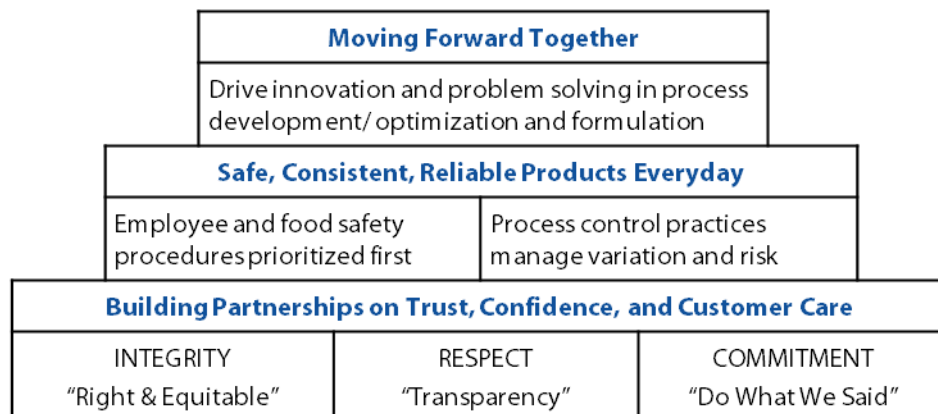 Moving Forward Together
Drive innovation and problem solving in process
development/ optimization and formulation
Safe, Consistent, Reliable Products Everyday
Employee and food safety
procedures prioritized first
Process control practices
manage variation and risk
Building Partnerships on Trust, Confidence, and Customer Care
INTEGRITY
“Right & Equitable”
RESPECT
“Transparency”
COMMITMENT
“Do What We Said”